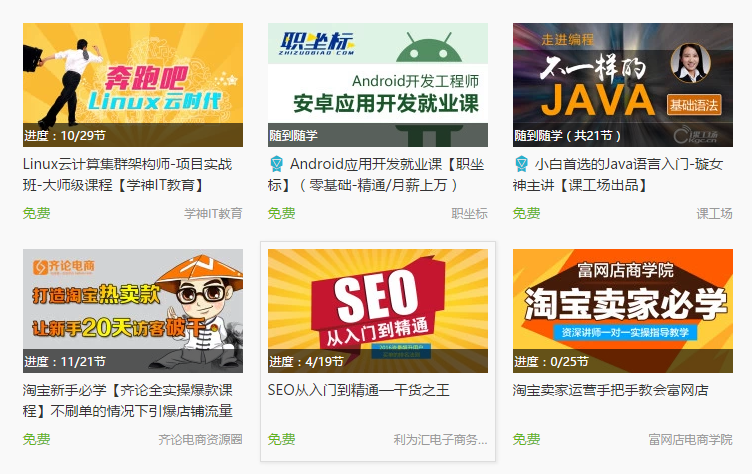 奔跑吧
Linux云时代
进度：10/29节
Linux云计算集群架构师-项目实战
班-大师级课程【学神IT教育】
免费 学神IT教育
职坐标
ZHIZUOBIAO.COM
Android开发工程师
安卓应用开发就业课
随到随学
Android应用开发就业课【职坐
标】（零基础-精通/月薪上万）
免费 职坐标
走进编程
不一样的
JAVA
基础语法
随到随学（共21节）
课工场
kgc.cn
小白首选的Java语言入门-璇女
神主讲【课工场出品】
免费 课工场
齐论电商
打造淘宝热卖款
让新手20天访客破千
进度：11/21节
淘宝新手必学【齐论全实操爆款课
程】不刷单的情况下引爆店铺流量
免费 齐论电商资源圈
SEO
从入门到精通
进度：4/19节
SEO从入门到精通—干货之王
免费 利为汇电子商务...
富网店商学院
淘宝卖家必学
资深讲师一对一实操指导教学
进度：0/25节
淘宝卖家运营手把手教会富网店
免费 富网店电商学院